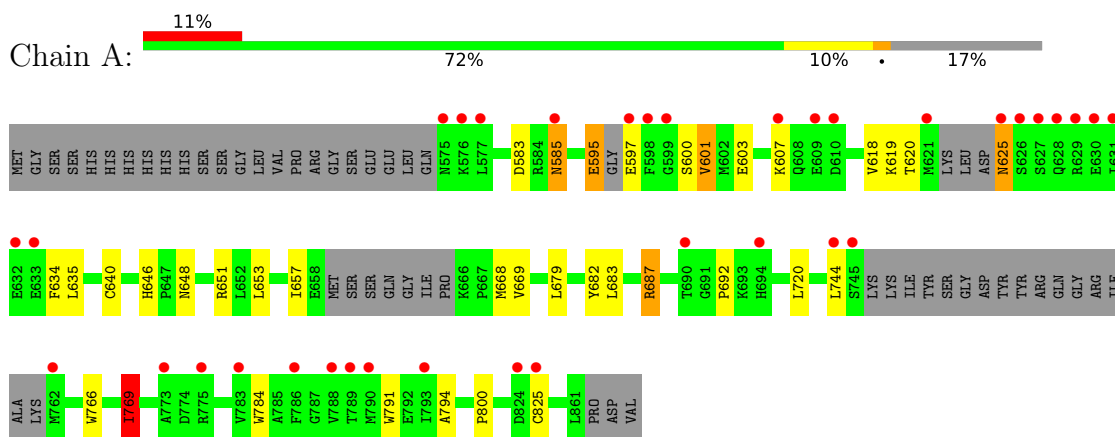 11%
Chain A:
72% 10% • 17%
MET GLY SER SER HIS HIS HIS HIS HIS HIS SER SER GLY LEU VAL PRO ARG GLY SER GLU GLU LEU GLN N575 K576 L577 D583 R584 N585 E595 GLY E597 F598 G599 S600 V601 M602 E603 K607 Q608 E609 D610 V618 K619 T620 M621 LYS LEU ASP N625 S626 S627 Q628 R629 E630 I631
E632 E633 F634 L635 C640 H646 P647 N648 R651 L652 L653 I657 E658 MET SER SER GLN GLY ILE PRO K666 P667 M668 V669 L679 Y682 L683 R687 T690 G691 P692 K693 H694 L720 L744 S745 LYS LYS ILE TYR SER GLY ASP TYR TYR ARG GLN GLY ARG ILE
ALA LYS M762 W766 I769 A773 D774 R775 V783 W784 A785 F786 G787 V788 T789 M790 W791 E792 I793 A794 P800 D824 C825 L861 PRO ASP VAL